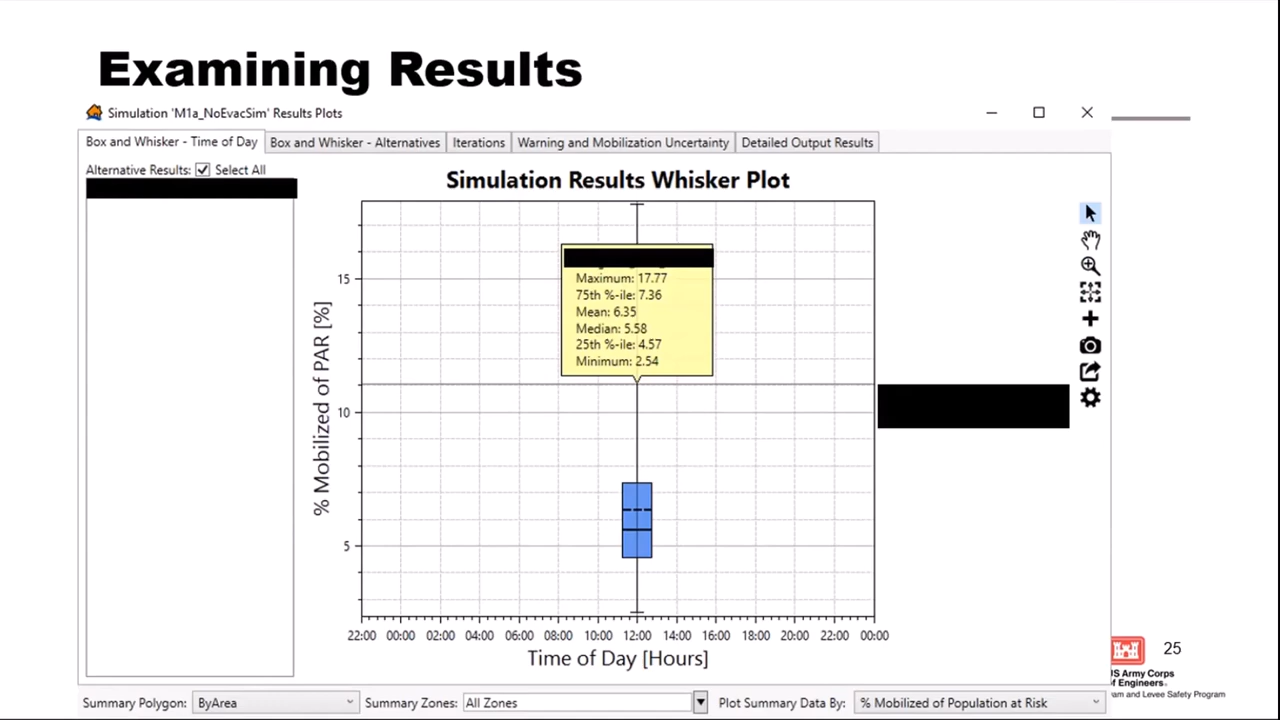 Examining Results
Simulation 'M1a_NoEvacSim' Results Plots
Box and Whisker - Time of Day
Box and Whisker - Alternatives
Iterations
Warning and Mobilization Uncertainty
Detailed Output Results
Alternative Results:
Select All
Simulation Results Whisker Plot
% Mobilized of PAR [%]
15
10
5
Maximum: 17.77
75th %-ile: 7.36
Mean: 6.35
Median: 5.58
25th %-ile: 4.57
Minimum: 2.54
22:00 00:00 02:00 04:00 06:00 08:00 10:00 12:00 14:00 16:00 18:00 20:00 22:00 00:00
Time of Day [Hours]
25
US Army Corps
of Engineers®
am and Levee Safety Program
Summary Polygon: ByArea
Summary Zones: All Zones
Plot Summary Data By: % Mobilized of Population at Risk